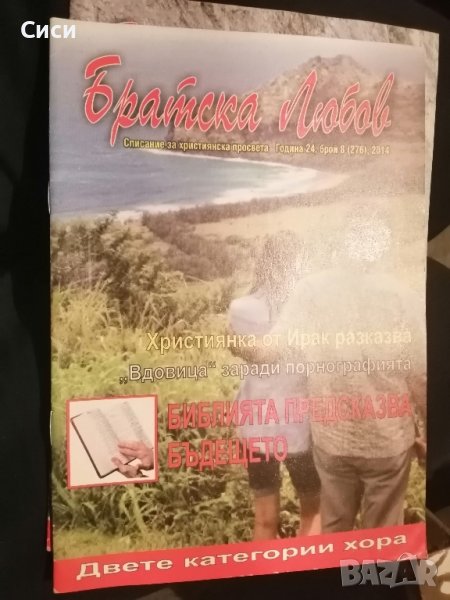 Сиси
Братска Любов
Списание за християнска просвета Година 24, брой 8 (276), 2014
Християнка от Ирак разказва
„Вдовица“ заради порнографията
БИБЛИЯТА ПРЕДСКАЗВА
БЪДЕЩЕТО
Двете категории хора
BAZAR